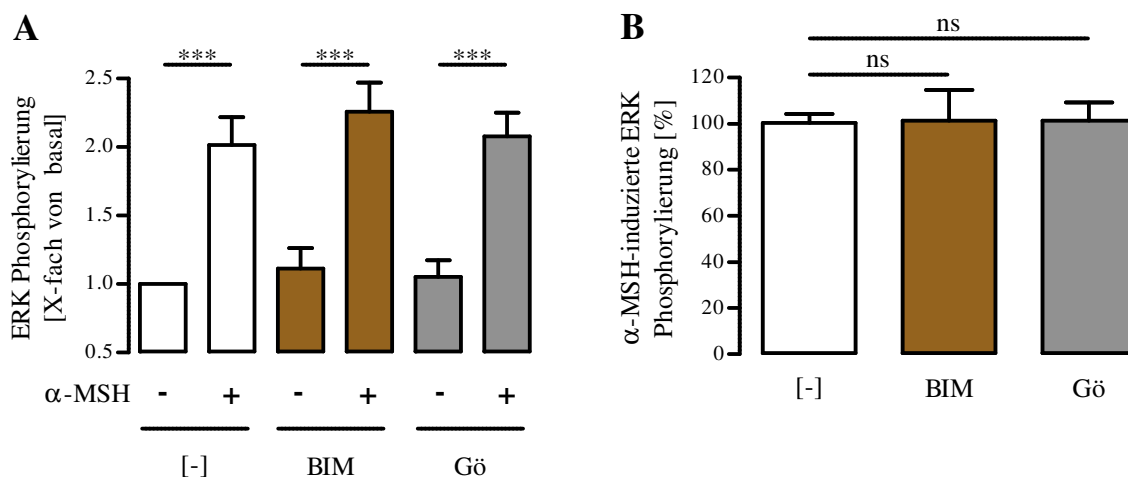 A
*** *** ***
ERK Phosphorylierung
[X-fach von basal]
2.5
2.0
1.5
1.0
0.5
α-MSH - + - + - +
[-] BIM Gö
B
ns
ns
α-MSH-induzierte ERK
Phosphorylierung [%]
120
100
80
60
40
20
0
[-] BIM Gö